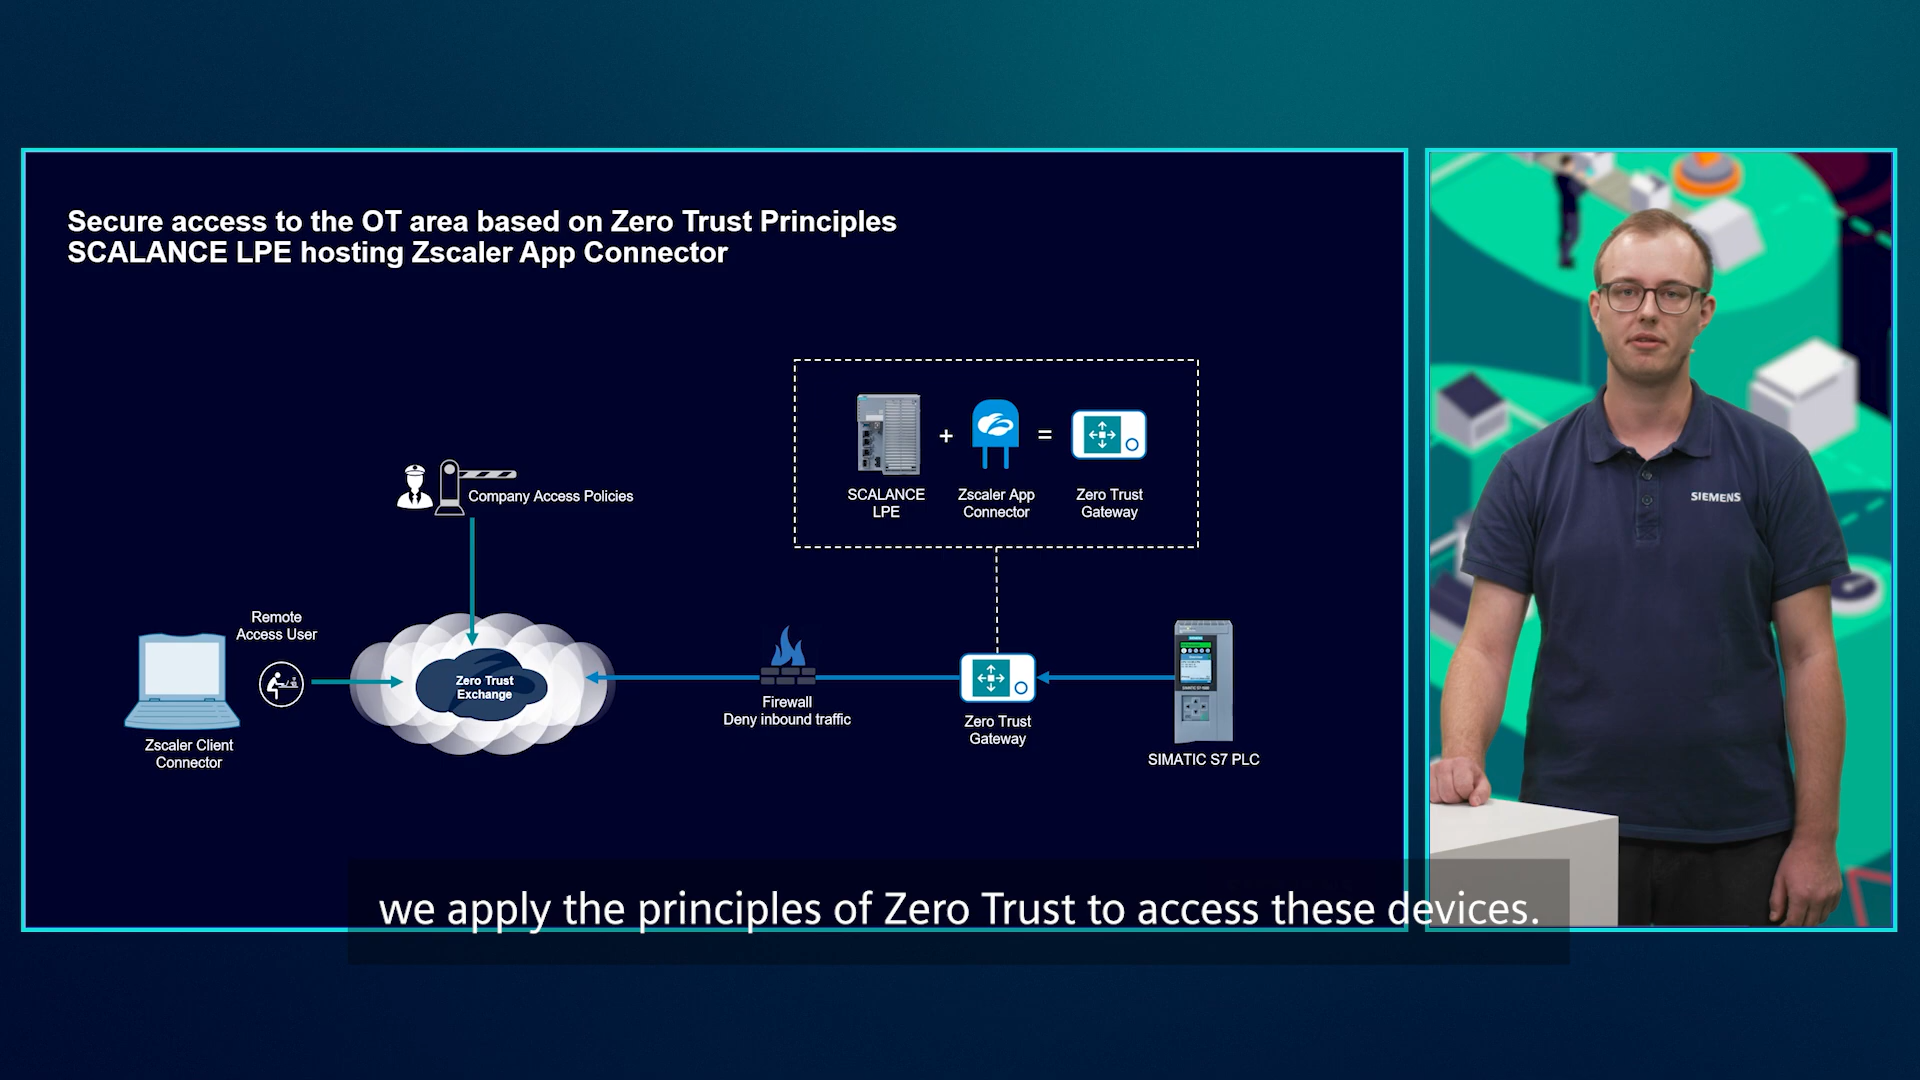 Secure access to the OT area based on Zero Trust Principles
SCALANCE LPE hosting Zscaler App Connector
SCALANCE
LPE
+
Zscaler App
Connector
=
Zero Trust
Gateway
Company Access Policies
Remote
Access User
Zscaler Client
Connector
Zero Trust
Exchange
Firewall
Deny inbound traffic
Zero Trust
Gateway
SIMATIC S7 PLC
SIEMENS
we apply the principles of Zero Trust to access these devices.